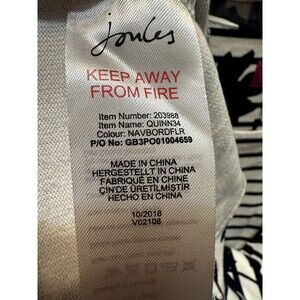 Joules
KEEP AWAY
FROM FIRE
Item Number: 203988
Item Name: QUINN34
Colour: NAVBORDFLR
P/O No: GB3PO01004659
MADE IN CHINA
HERGESTELLT IN CHINA
FABRIQUÉ EN CHINE
ÇIN'DE ÜRETİLMİŞTİR
HECHO EN CHINA
10/2018
V02108